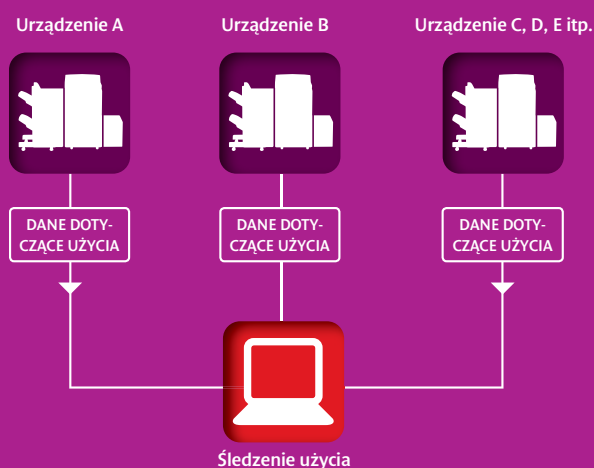 Urządzenie A
Urządzenie B
Urządzenie C, D, E itp.
DANE DOTY-
CZĄCE UŻYCIA
DANE DOTY-
CZĄCE UŻYCIA
DANE DOTY-
CZĄCE UŻYCIA
Śledzenie użycia